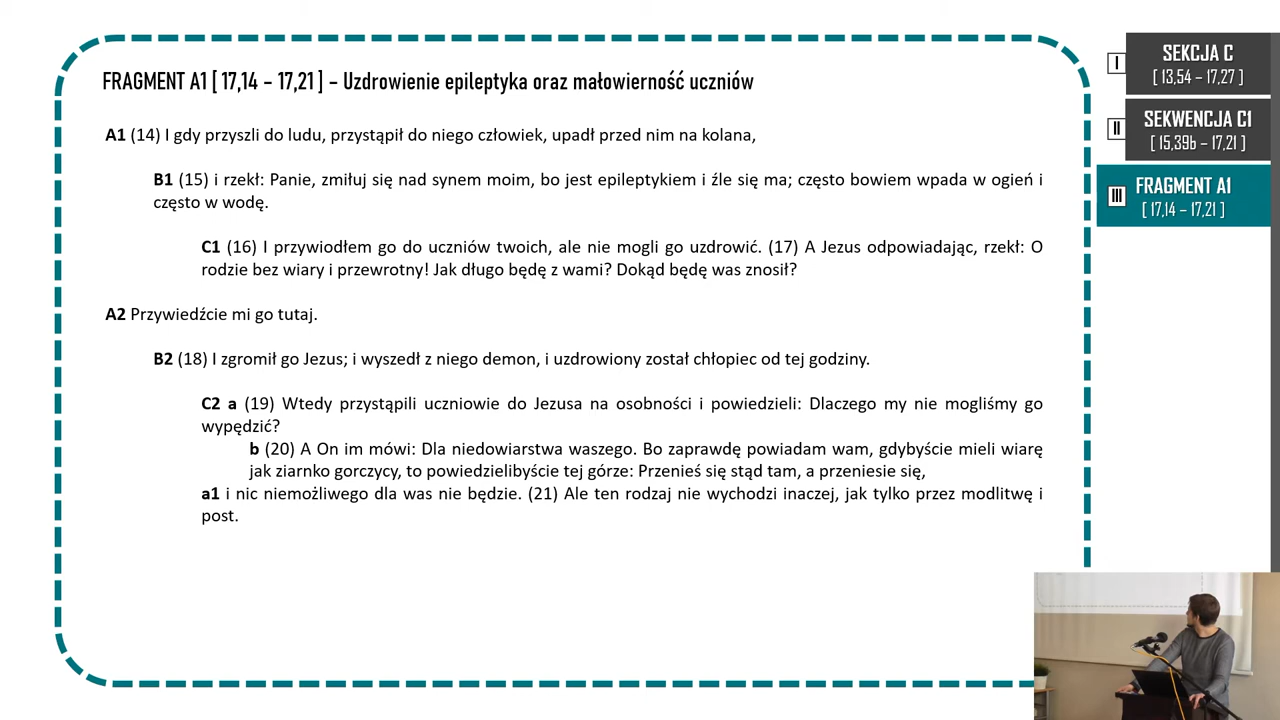 FRAGMENT A1 [ 17,14 – 17,21 ] – Uzdrowienie epileptyka oraz małowierność uczniów
A1 (14) I gdy przyszli do ludu, przystąpił do niego człowiek, upadł przed nim na kolana,
B1 (15) i rzekł: Panie, zmiłuj się nad synem moim, bo jest epileptykiem i źle się ma; często bowiem wpada w ogień i
często w wodę.
C1 (16) I przywiodłem go do uczniów twoich, ale nie mogli go uzdrowić. (17) A Jezus odpowiadając, rzekł: O
rodzie bez wiary i przewrotny! Jak długo będę z wami? Dokąd będę was znosił?
A2 Przywiedźcie mi go tutaj.
B2 (18) I zgromił go Jezus; i wyszedł z niego demon, i uzdrowiony został chłopiec od tej godziny.
C2 a (19) Wtedy przystąpili uczniowie do Jezusa na osobności i powiedzieli: Dlaczego my nie mogliśmy go
wypędzić?
b (20) A On im mówi: Dla niedowiarstwa waszego. Bo zaprawdę powiadam wam, gdybyście mieli wiarę
jak ziarnko gorczycy, to powiedzielibyście tej górze: Przenieś się stąd tam, a przeniesie się,
a1 i nic niemożliwego dla was nie będzie. (21) Ale ten rodzaj nie wychodzi inaczej, jak tylko przez modlitwę i
post.
I
SEKCJA C
[ 13,54 – 17,27 ]
II
SEKWENCJA C1
[ 15,39b – 17,21 ]
III
FRAGMENT A1
[ 17,14 – 17,21 ]